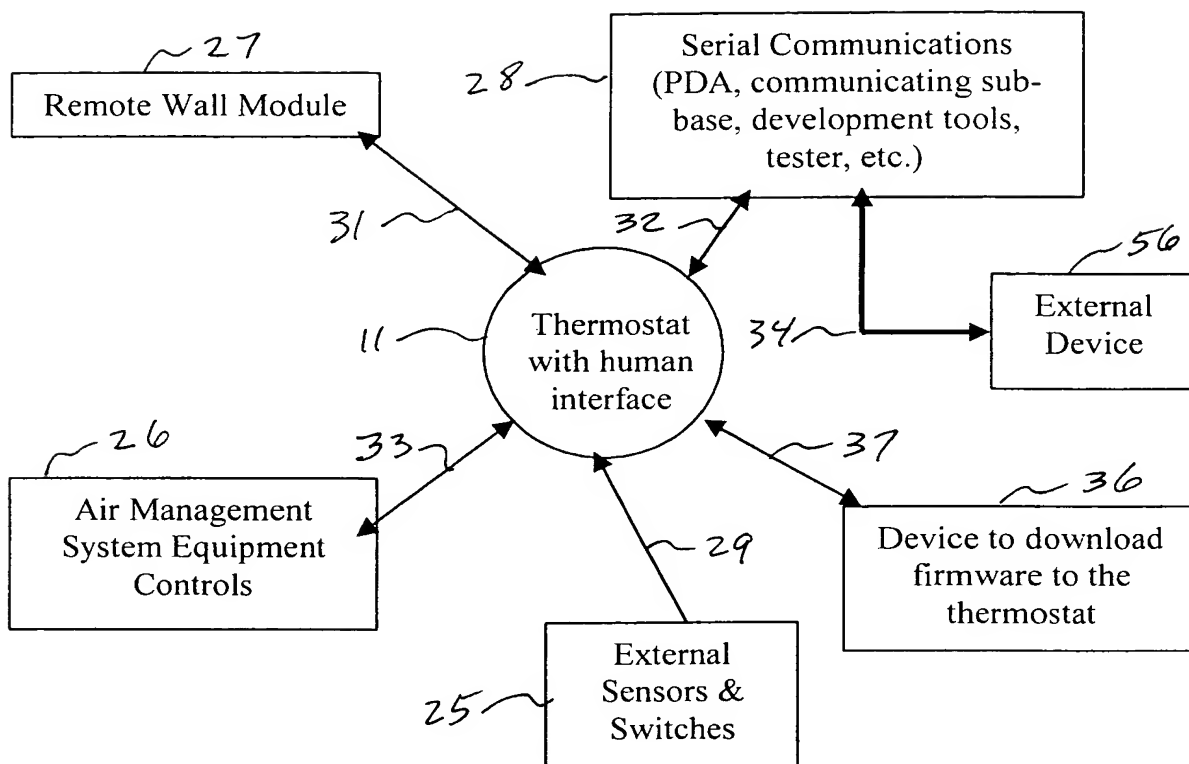 27
Remote Wall Module
28
Serial Communications
(PDA, communicating sub-
base, development tools,
tester, etc.)
31
32
56
External
Device
34
11
Thermostat
with human
interface
26
33
Air Management
System Equipment
Controls
37
36
Device to download
firmware to the
thermostat
29
25
External
Sensors &
Switches